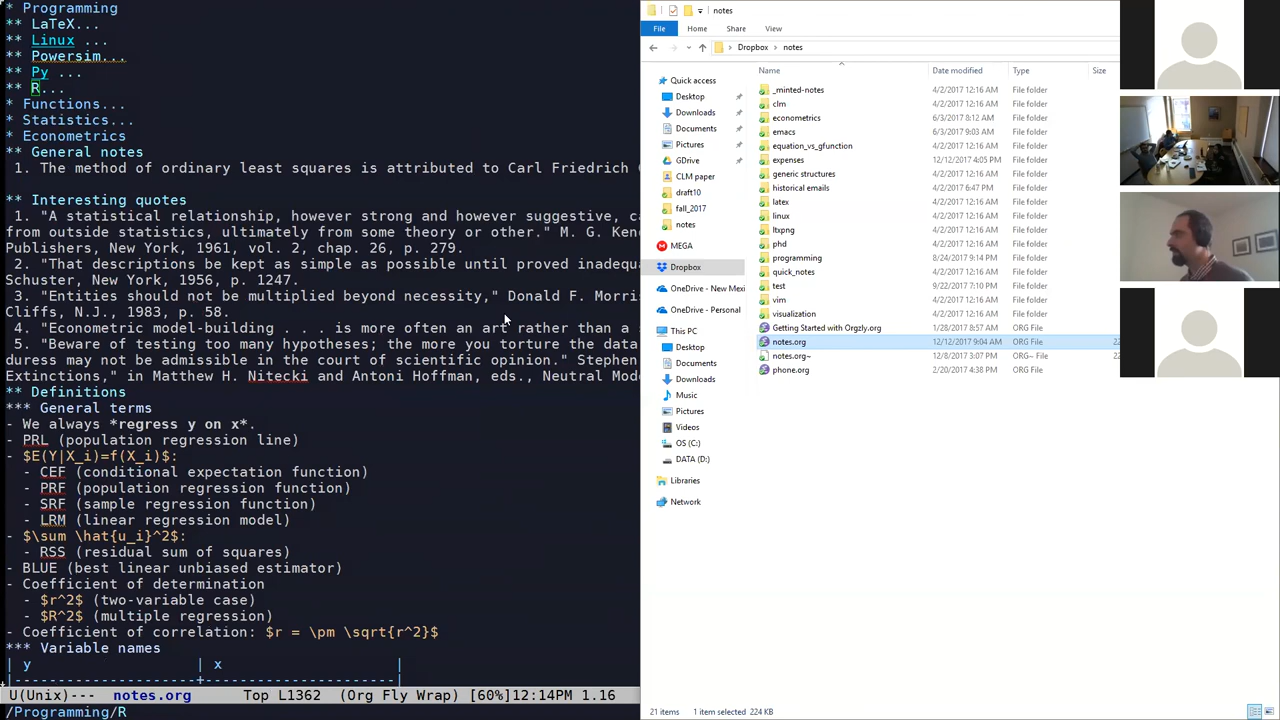 * Programming
** LaTeX...
** Linux ...
** Powersim...
** Py ...
** R...
* Functions...
* Statistics...
* Econometrics
** General notes
1. The method of ordinary least squares is attributed to Carl Friedrich
** Interesting quotes
1. "A statistical relationship, however strong and however suggestive, ca
from outside statistics, ultimately from some theory or other." M. G. Ken
Publishers, New York, 1961, vol. 2, chap. 26, p. 279.
2. "That descriptions be kept as simple as possible until proved inadequ
Schuster, New York, 1956, p. 1247.
"Entities should not be multiplied beyond necessity," Donald F. Morri
iffs, N.J., 1983, p. 58.
4. "Econometric model-building . . . is more often an art rather than a s
5. "Beware of testing too many hypotheses; the more you torture the data
dures may not be admissible in the court of scientific opinion." Stephen
xtinctions," in Matthew H. Nitecki and Antoni Hoffman, eds., Neutral Mode
** Definitions
*** General terms
- We always *regress y on x*.
- PRL (population regression line)
$E(Y|X_i)=f(X_i)$:
- CEF (conditional expectation function)
- PRF (population regression function)
- SRF (sample regression function)
- LRM (linear regression model)
- $\sum \hat{u_i}^2$:
- RSS (residual sum of squares)
- BLUE (best linear unbiased estimator)
- Coefficient of determination
- $r^2$ (two-variable case)
- $R^2$ (multiple regression)
- Coefficient of correlation: $r = \pm \sqrt{r^2}$
*** Variable names
| y | x |
U(Unix)--- notes.org Top L1362 (Org Fly Wrap) [60%]12:14PM 1.16
/Programming/R
notes
File Home Share View
Dropbox notes
Name Date modified Type Size
Quick access
Desktop
Downloads
Documents
Pictures
GDrive
CLM paper
draft10
fall_2017
notes
MEGA
Dropbox
OneDrive - New Mexi
OneDrive - Personal
This PC
Desktop
Documents
Downloads
Music
Pictures
Videos
OS (C:)
DATA (D:)
Libraries
Network
_minted-notes 4/2/2017 12:16 AM File folder
clm 4/2/2017 12:16 AM File folder
econometrics 6/3/2017 8:12 AM File folder
emacs 6/3/2017 9:03 AM File folder
equation_vs_gfunction 4/2/2017 12:16 AM File folder
expenses 12/12/2017 4:05 PM File folder
generic structures 4/2/2017 12:16 AM File folder
historical emails 4/2/2017 6:47 PM File folder
latex 4/2/2017 12:16 AM File folder
linux 4/2/2017 12:16 AM File folder
ltxpng 4/2/2017 12:16 AM File folder
phd 4/2/2017 12:16 AM File folder
programming 8/24/2017 9:14 PM File folder
quick_notes 4/2/2017 12:16 AM File folder
test 9/22/2017 7:10 PM File folder
vim 4/2/2017 12:16 AM File folder
visualization 4/2/2017 12:16 AM File folder
Getting Started with Orgzly.org 1/28/2017 8:57 AM ORG File
notes.org 12/12/2017 9:04 AM ORG File 22
notes.org~ 12/8/2017 3:07 PM ORG~ File 22
phone.org 2/20/2017 4:38 PM ORG File
21 items 1 item selected 224 KB